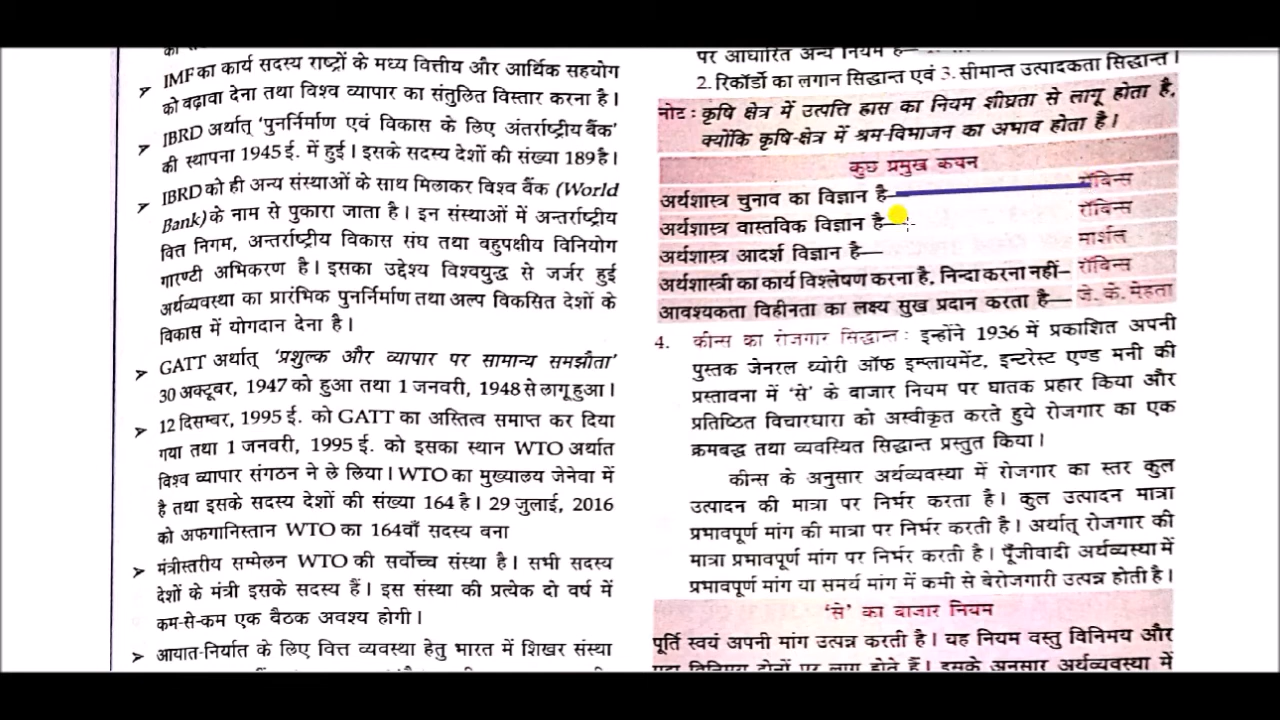 IMF का कार्य सदस्य राष्ट्रों के मध्य वित्तीय और आर्थिक सहयोग
को बढ़ावा देना तथा विश्व व्यापार का संतुलित विस्तार करना है।
IBRD अर्थात् 'पुनर्निर्माण एवं विकास के लिए अंतर्राष्ट्रीय बैंक'
की स्थापना 1945 ई. में हुई। इसके सदस्य देशों की संख्या 189 है।
IBRD को ही अन्य संस्थाओं के साथ मिलाकर विश्व बैंक (World
Bank) के नाम से पुकारा जाता है। इन संस्थाओं में अन्तर्राष्ट्रीय
वित्त निगम, अन्तर्राष्ट्रीय विकास संघ तथा बहुपक्षीय विनियोग
गारण्टी अभिकरण है। इसका उद्देश्य विश्वयुद्ध से जर्जर हुई
अर्थव्यवस्था का प्रारंभिक पुनर्निर्माण तथा अल्प विकसित देशों के
विकास में योगदान देना है।
GATT अर्थात् 'प्रशुल्क और व्यापार पर सामान्य समझौता'
30 अक्टूबर, 1947 को हुआ तथा 1 जनवरी, 1948 से लागू हुआ।
12 दिसम्बर, 1995 ई. को GATT का अस्तित्व समाप्त कर दिया
गया तथा 1 जनवरी, 1995 ई. को इसका स्थान WTO अर्थात
विश्व व्यापार संगठन ने ले लिया। WTO का मुख्यालय जेनेवा में
है तथा इसके सदस्य देशों की संख्या 164 है। 29 जुलाई, 2016
को अफगानिस्तान WTO का 164वाँ सदस्य बना
मंत्रीस्तरीय सम्मेलन WTO की सर्वोच्च संस्था है। सभी सदस्य
देशों के मंत्री इसके सदस्य हैं। इस संस्था की प्रत्येक दो वर्ष में
कम-से-कम एक बैठक अवश्य होगी।
आयात-निर्यात के लिए वित्त व्यवस्था हेतु भारत में शिखर संस्था
पर आधारित अन्य नियम है—
2. रिकॉर्डो का लगान सिद्धान्त एवं 3. सीमान्त उत्पादकता सिद्धान्त।
नोट : कृषि क्षेत्र में उत्पत्ति ह्रास का नियम शीघ्रता से लागू होता है,
क्योंकि कृषि-क्षेत्र में श्रम-विभाजन का अभाव होता है।
कुछ प्रमुख कथन
अर्थशास्त्र चुनाव का विज्ञान है— रॉबिन्स
अर्थशास्त्र वास्तविक विज्ञान है— रॉबिन्स
अर्थशास्त्र आदर्श विज्ञान है— मार्शल
अर्थशास्त्री का कार्य विश्लेषण करना है, निन्दा करना नहीं— रॉबिन्स
आवश्यकता विहीनता का लक्ष्य सुख प्रदान करता है— जे. के. मेहता
4. कीन्स का रोजगार सिद्धान्त : इन्होंने 1936 में प्रकाशित अपनी
पुस्तक जेनरल थ्योरी ऑफ इम्प्लायमेंट, इन्टरेस्ट एण्ड मनी की
प्रस्तावना में 'से' के बाजार नियम पर घातक प्रहार किया और
प्रतिष्ठित विचारधारा को अस्वीकृत करते हुये रोजगार का एक
क्रमबद्ध तथा व्यवस्थित सिद्धान्त प्रस्तुत किया।
कीन्स के अनुसार अर्थव्यवस्था में रोजगार का स्तर कुल
उत्पादन की मात्रा पर निर्भर करता है। कुल उत्पादन मात्रा
प्रभावपूर्ण मांग की मात्रा पर निर्भर करती है। अर्थात् रोजगार की
मात्रा प्रभावपूर्ण मांग पर निर्भर करती है। पूँजीवादी अर्थव्यस्था में
प्रभावपूर्ण मांग या समर्थ मांग में कमी से बेरोजगारी उत्पन्न होती है।
'से' का बाजार नियम
पूर्ति स्वयं अपनी मांग उत्पन्न करती है। यह नियम वस्तु विनिमय और
विनिमय दोनों पर लागू होते हैं। इसके अनुसार अर्थव्यवस्था में